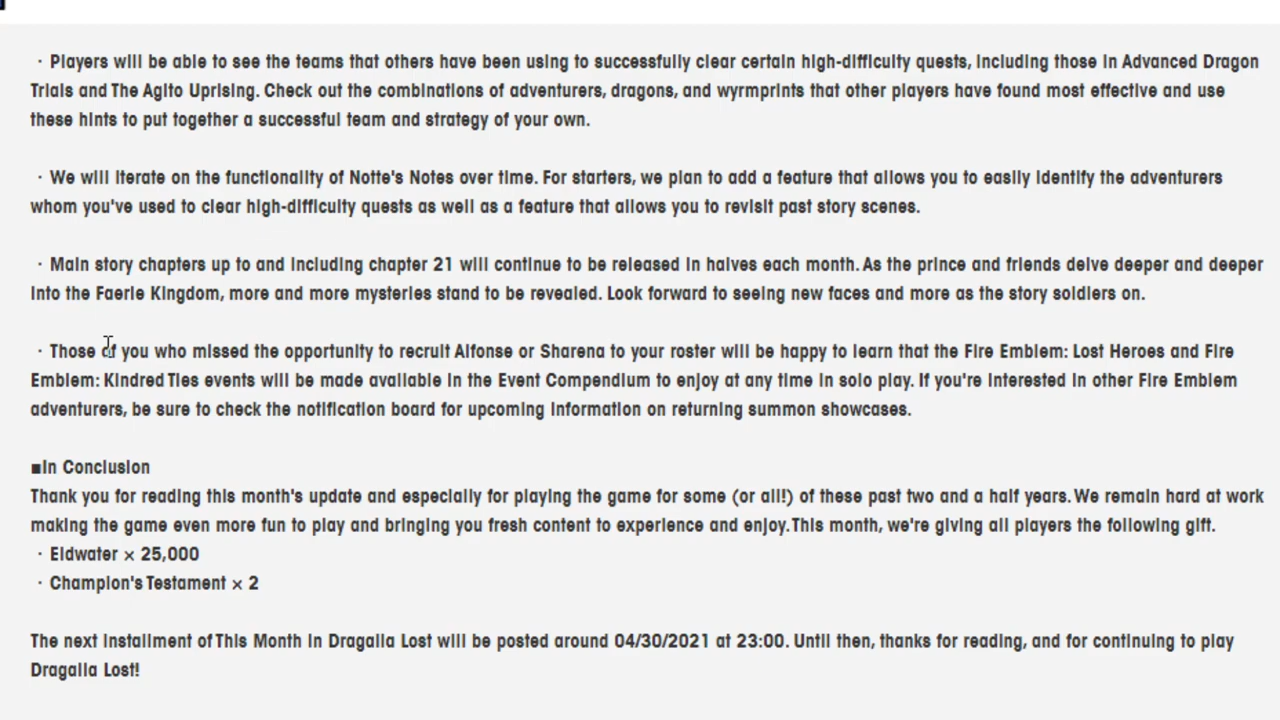 · Players will be able to see the teams that others have been using to successfully clear certain high-difficulty quests, including those in Advanced Dragon
Trials and The Agito Uprising. Check out the combinations of adventurers, dragons, and wyrmprints that other players have found most effective and use
these hints to put together a successful team and strategy of your own.
· We will iterate on the functionality of Notte's Notes over time. For starters, we plan to add a feature that allows you to easily identify the adventurers
whom you've used to clear high-difficulty quests as well as a feature that allows you to revisit past story scenes.
· Main story chapters up to and including chapter 21 will continue to be released in halves each month. As the prince and friends delve deeper and deeper
into the Faerie Kingdom, more and more mysteries stand to be revealed. Look forward to seeing new faces and more as the story soldiers on.
· Those of you who missed the opportunity to recruit Alfonse or Sharena to your roster will be happy to learn that the Fire Emblem: Lost Heroes and Fire
Emblem: Kindred Ties events will be made available in the Event Compendium to enjoy at any time in solo play. If you're interested in other Fire Emblem
adventurers, be sure to check the notification board for upcoming information on returning summon showcases.
■In Conclusion
Thank you for reading this month's update and especially for playing the game for some (or all!) of these past two and a half years. We remain hard at work
making the game even more fun to play and bringing you fresh content to experience and enjoy. This month, we're giving all players the following gift.
· Eldwater × 25,000
· Champion's Testament × 2
The next installment of This Month in Dragalia Lost will be posted around 04/30/2021 at 23:00. Until then, thanks for reading, and for continuing to play
Dragalia Lost!